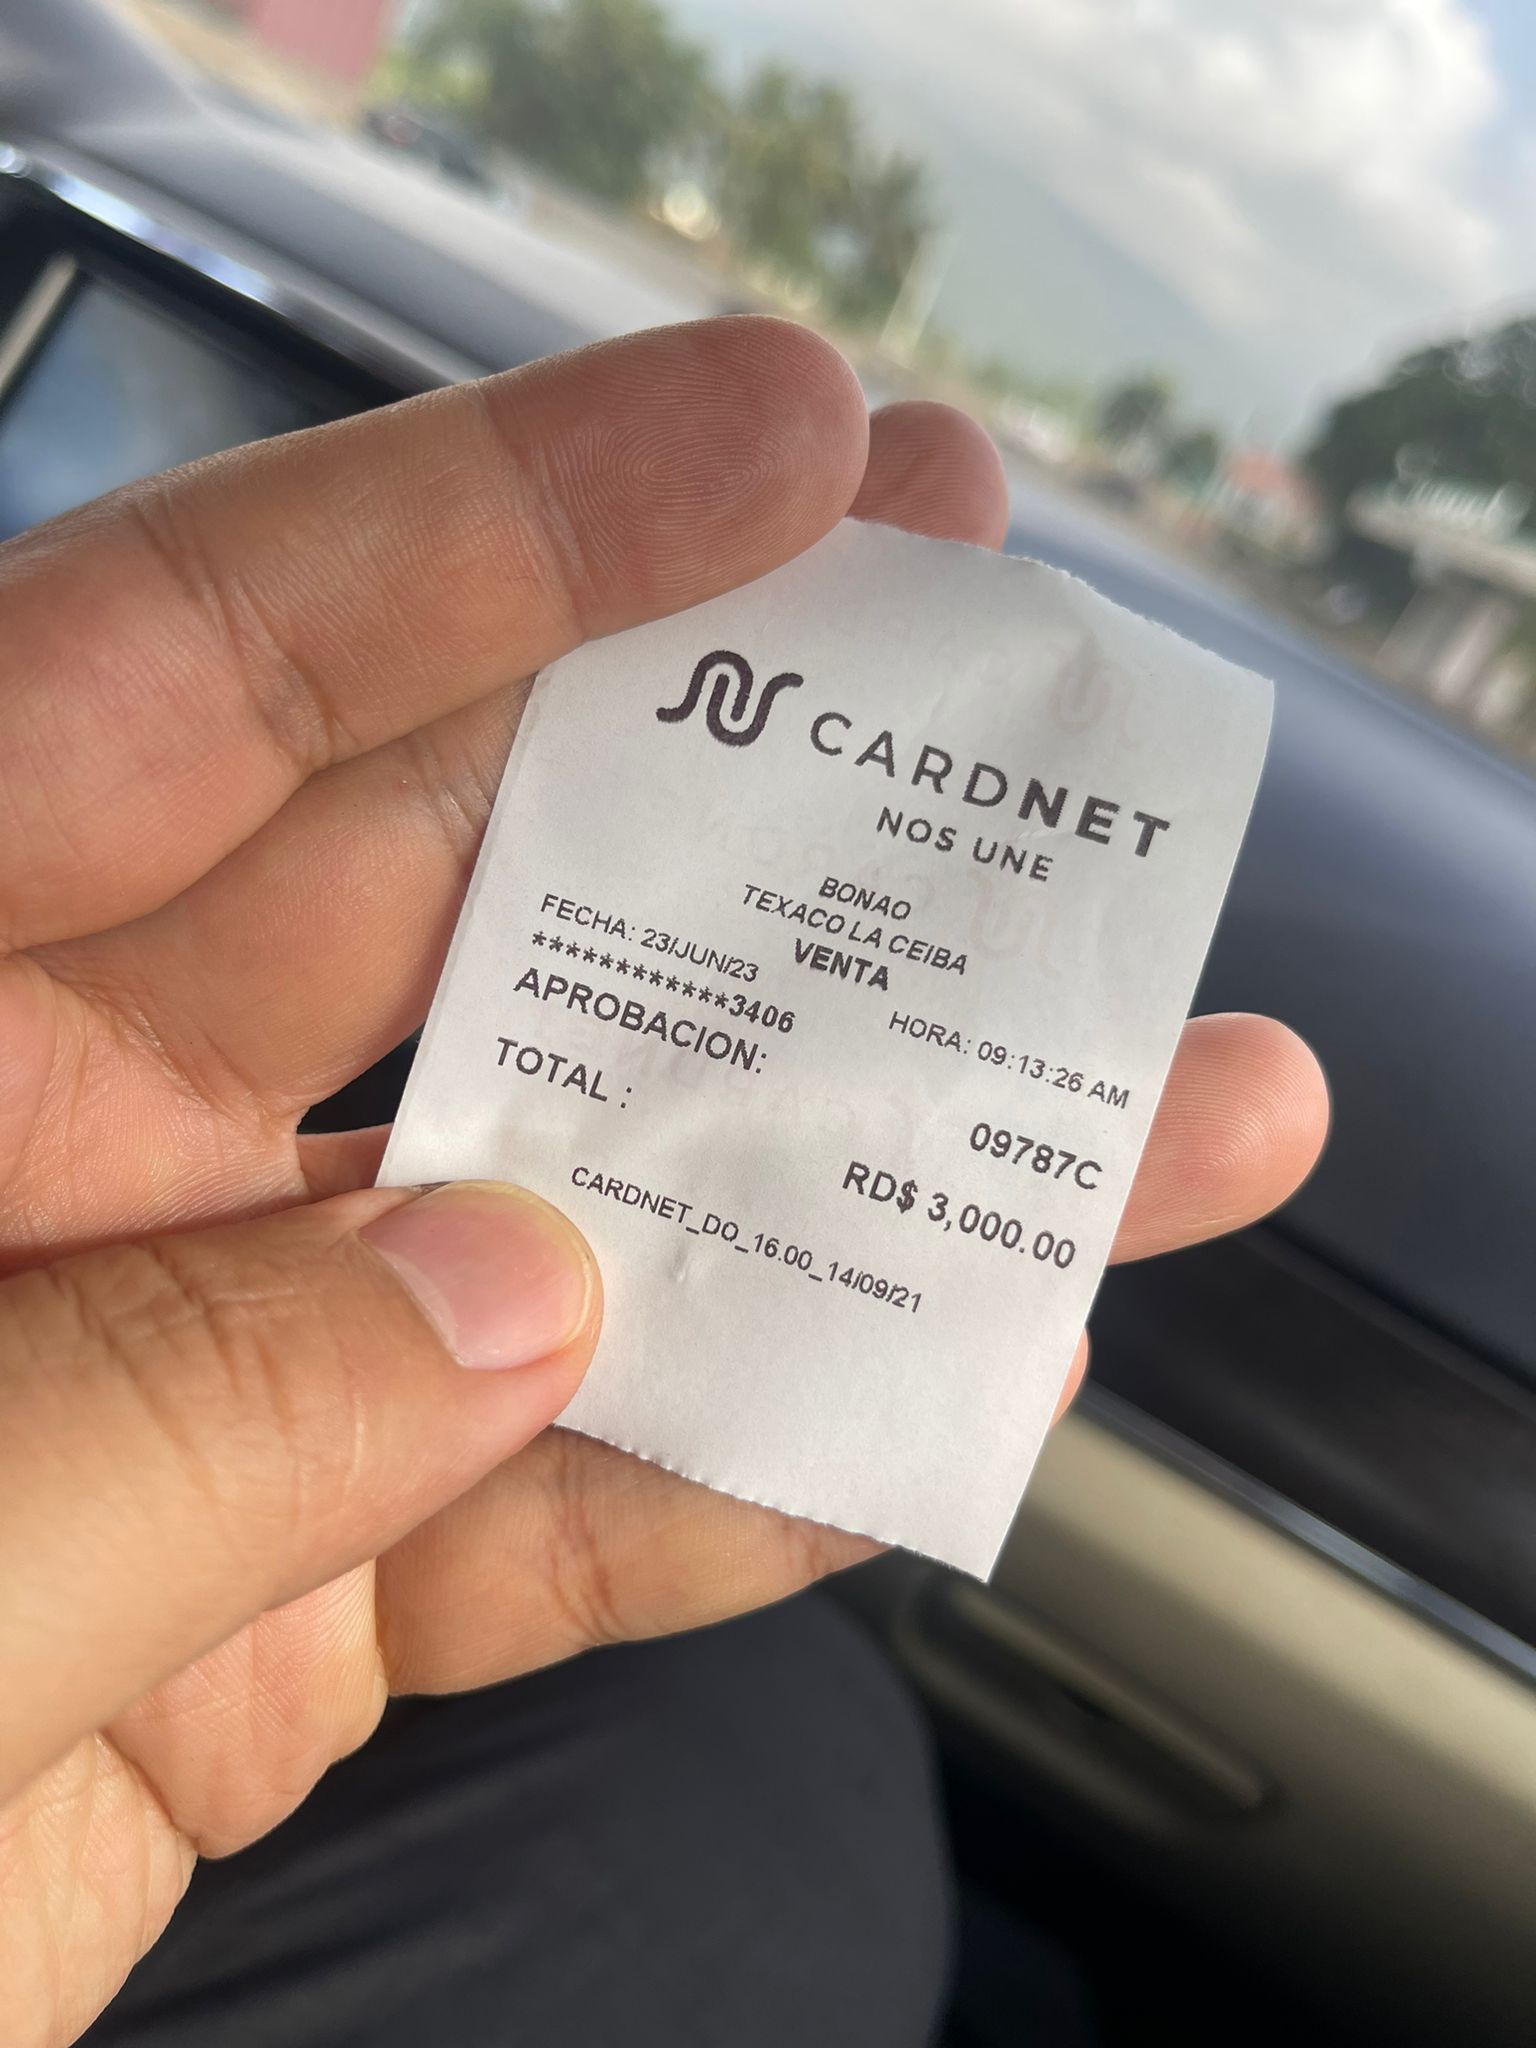 CARDNET
NOS UNE
BONAO
TEXACO LA CEIBA
VENTA
FECHA: 23/JUN/23 HORA: 09:13:26 AM
************3406
APROBACION: 09787C
TOTAL : RD$ 3,000.00
CARDNET_DO_16.00_14/09/21